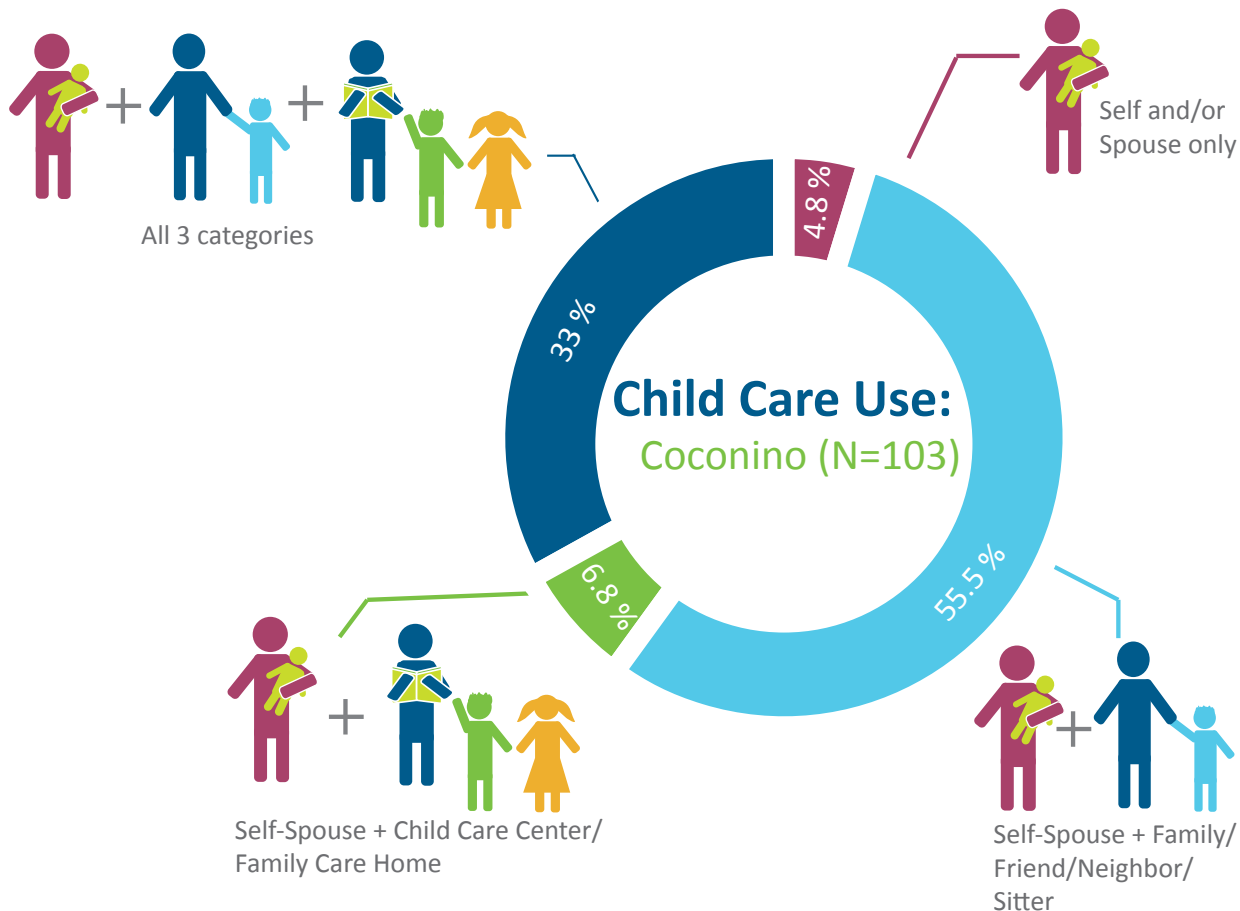 Self and/or
Spouse only
All 3 categories
4.8 %
33 %
Child Care Use:
Coconino (N=103)
55.5 %
6.8 %
Self-Spouse + Child Care Center/
Family Care Home
Self-Spouse + Family/
Friend/Neighbor/
Sitter